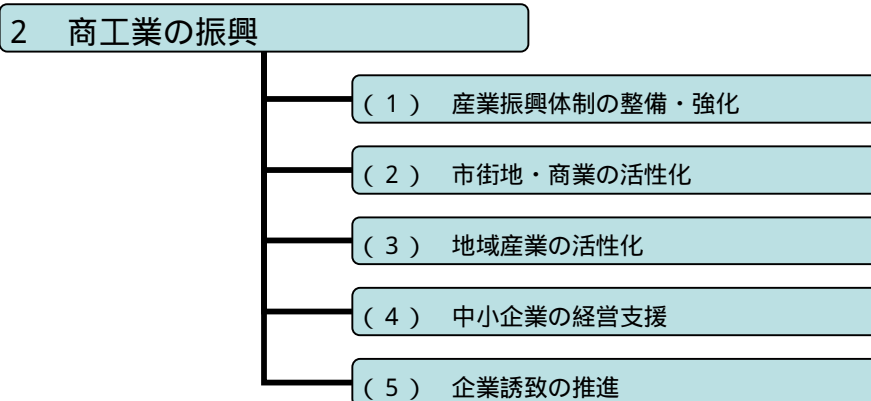 2　商工業の振興
(1)　産業振興体制の整備・強化
(2)　市街地・商業の活性化
(3)　地域産業の活性化
(4)　中小企業の経営支援
(5)　企業誘致の推進